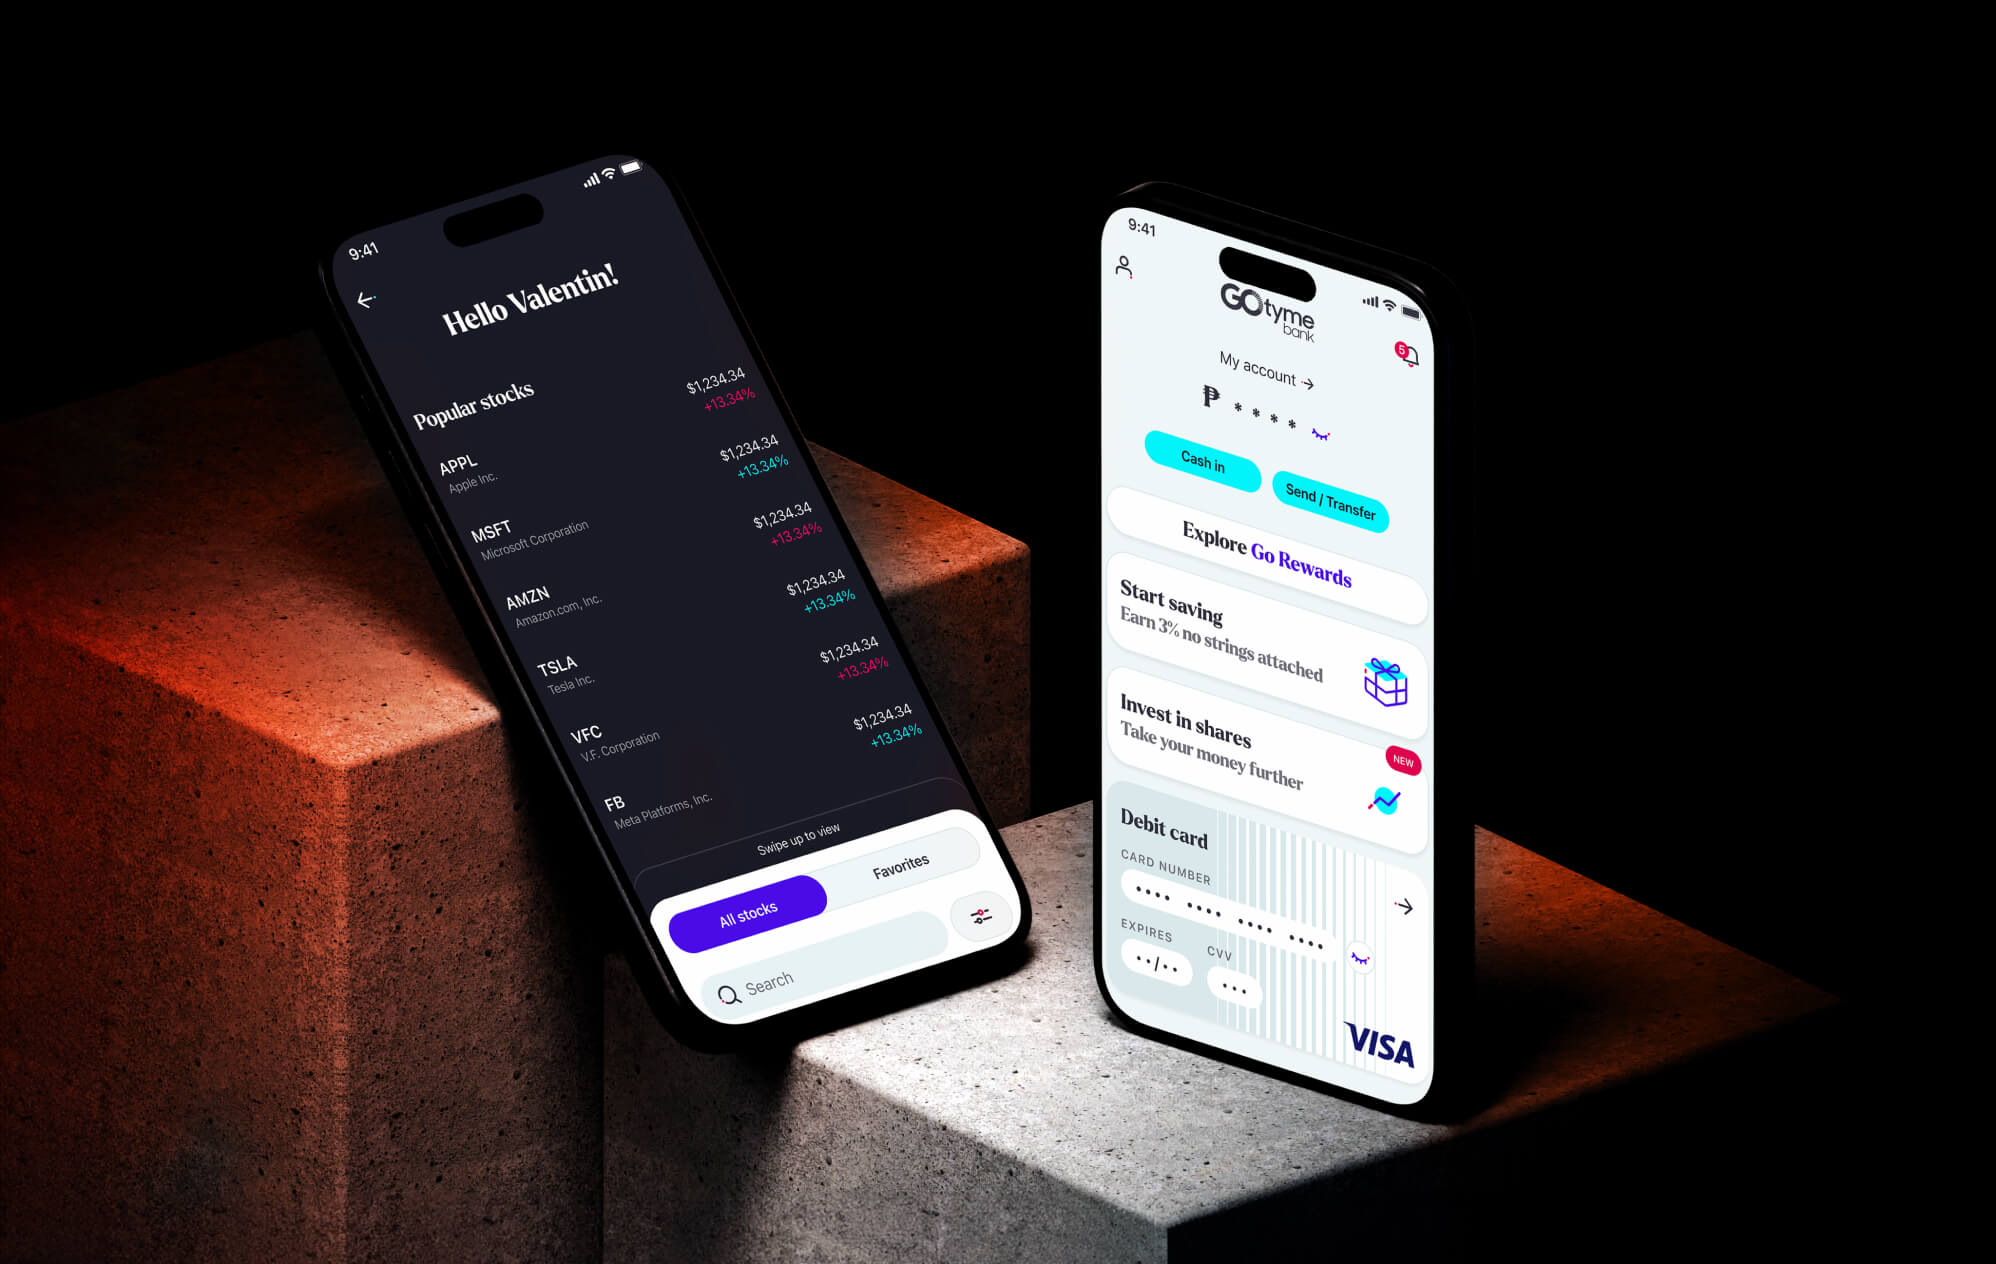 9:41
Hello Valentin!
Popular stocks
APPL
Apple Inc.
$1,234.34
+13.34%
MSFT
Microsoft Corporation
$1,234.34
+13.34%
AMZN
Amazon.com, Inc.
$1,234.34
+13.34%
TSLA
Tesla Inc.
$1,234.34
+13.34%
VFC
V.F. Corporation
$1,234.34
+13.34%
FB
Meta Platforms, Inc.
$1,234.34
+13.34%
Swipe up to view
All stocks
Favorites
Search
9:41
GOtyme
bank
5
My account
₱ * * * *
Cash in
Send / Transfer
Explore Go Rewards
Start saving
Earn 3% no strings attached
Invest in shares
Take your money further
NEW
Debit card
CARD NUMBER
•••• •••• •••• ••••
EXPIRES
••/••
CVV
•••
VISA